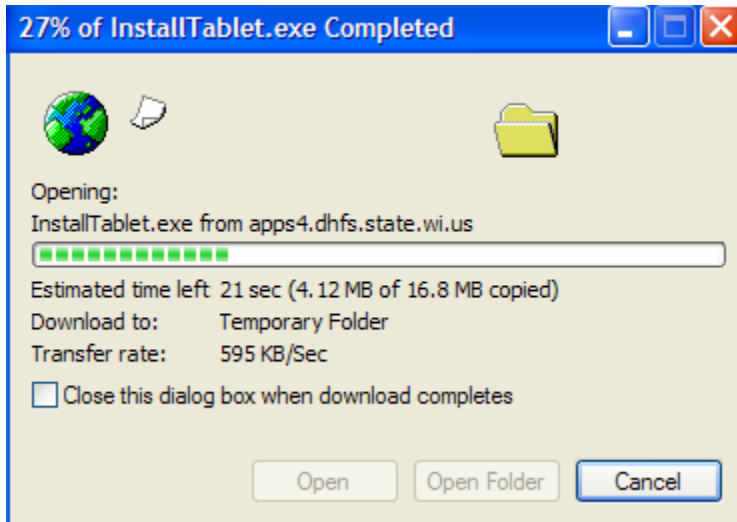 27% of InstallTablet.exe Completed
Opening:
InstallTablet.exe from apps4.dhfs.state.wi.us
Estimated time left: 21 sec (4.12 MB of 16.8 MB copied)
Download to: Temporary Folder
Transfer rate: 595 KB/Sec
Close this dialog box when download completes
Open Open Folder Cancel